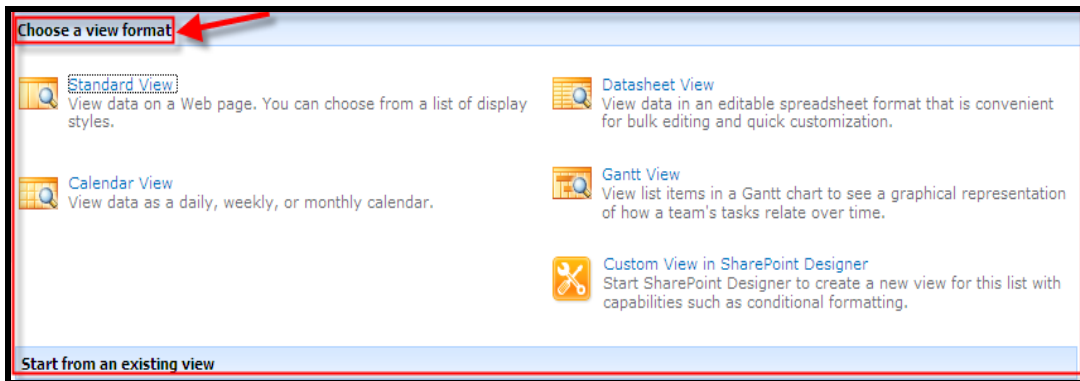 Choose a view format
Standard View
View data on a Web page. You can choose from a list of display
styles.
Datasheet View
View data in an editable spreadsheet format that is convenient
for bulk editing and quick customization.
Calendar View
View data as a daily, weekly, or monthly calendar.
Gantt View
View list items in a Gantt chart to see a graphical representation
of how a team's tasks relate over time.
Custom View in SharePoint Designer
Start SharePoint Designer to create a new view for this list with
capabilities such as conditional formatting.
Start from an existing view